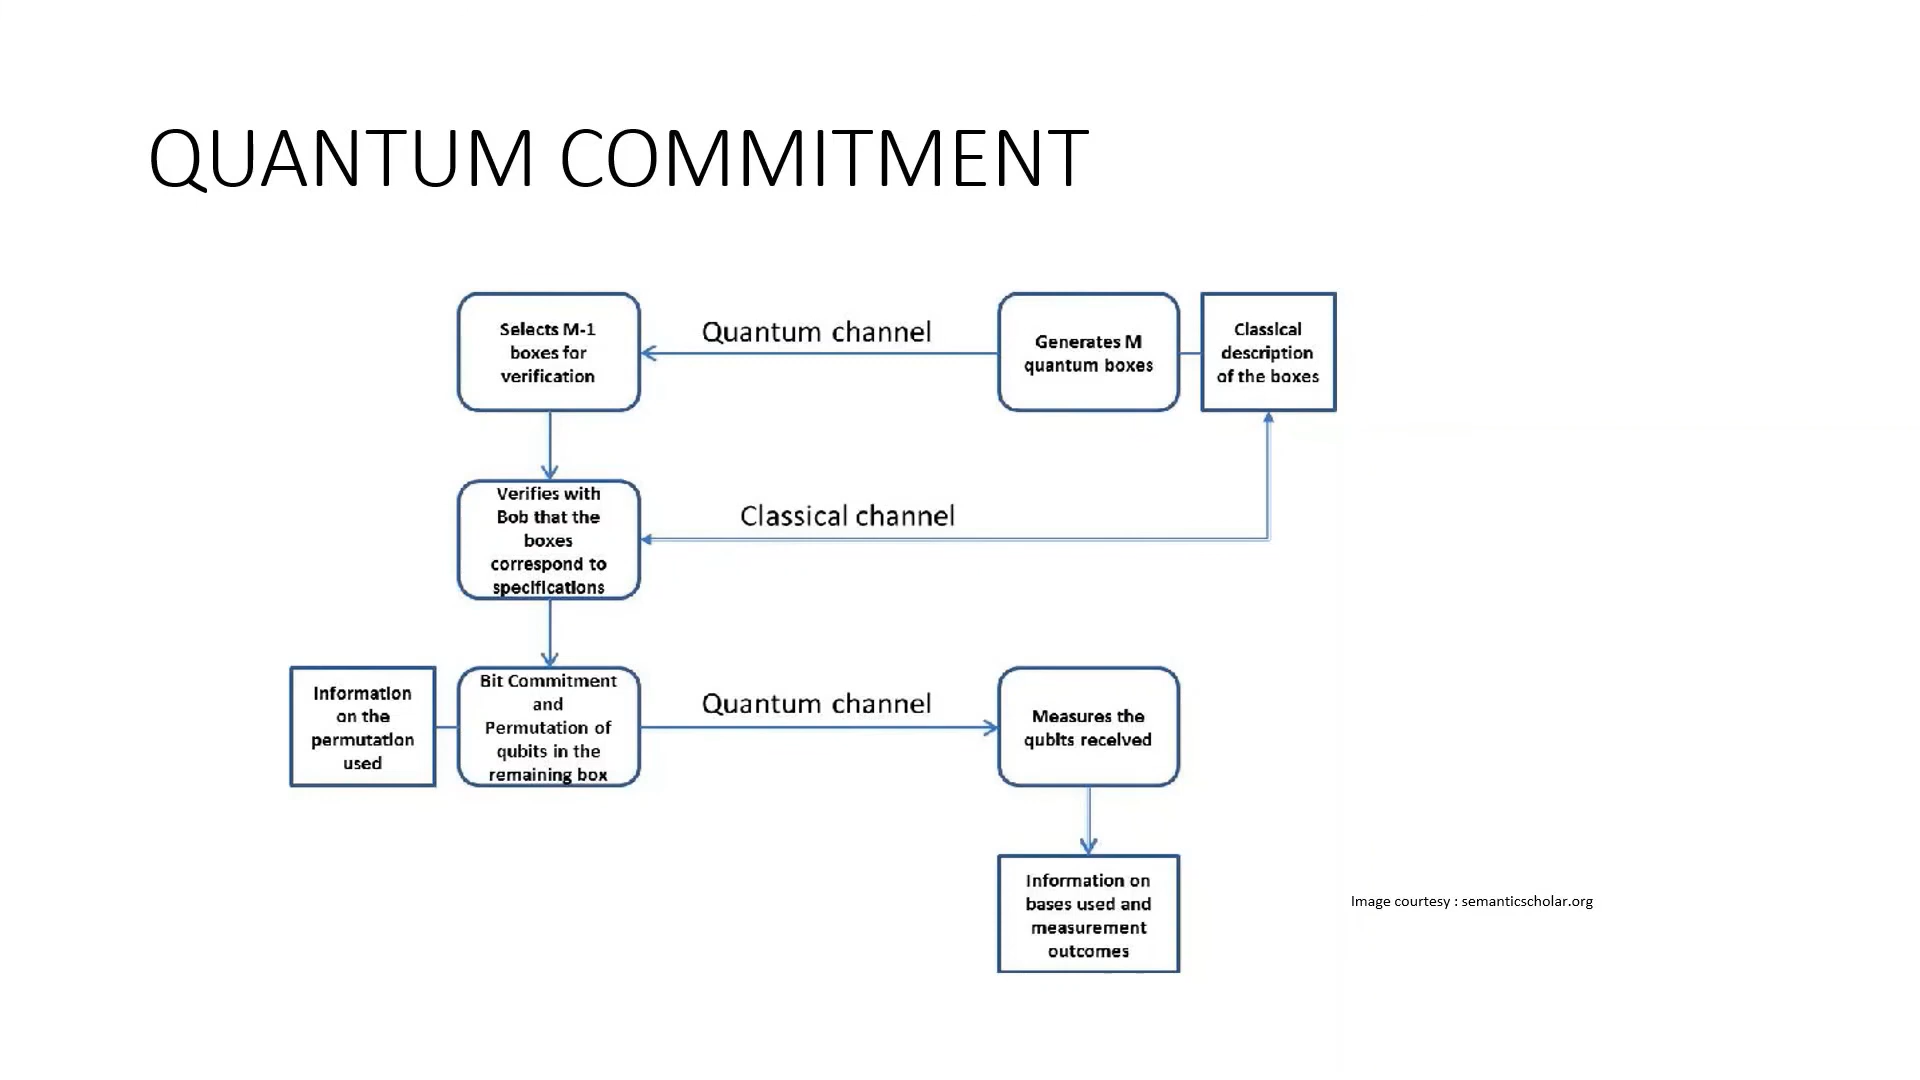 QUANTUM COMMITMENT
Selects M-1
boxes for
verification
Quantum channel
Generates M
quantum boxes
Classical
description
of the boxes
Verifies with
Bob that the
boxes
correspond to
specifications
Classical channel
Information
on the
permutation
used
Bit Commitment
and
Permutation of
qubits in the
remaining box
Quantum channel
Measures the
qubits received
Information on
bases used and
measurement
outcomes
Image courtesy : semanticscholar.org